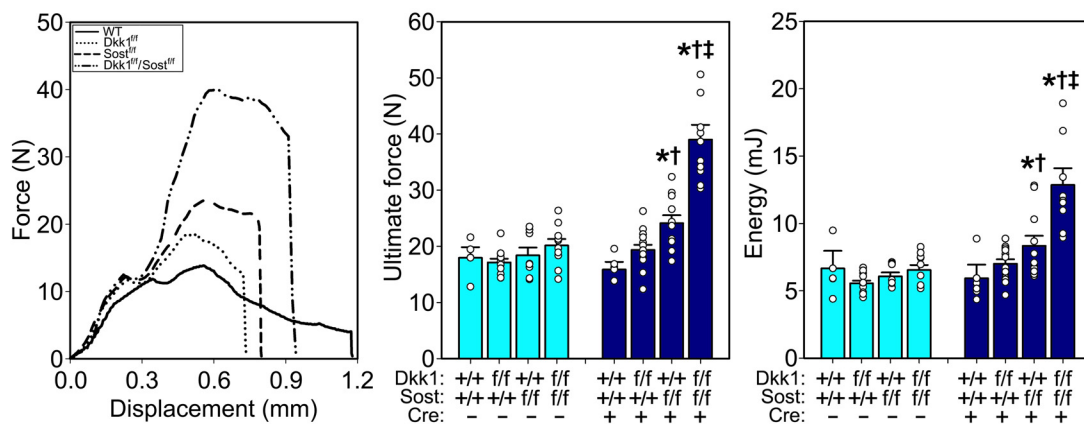 50
40
30
20
10
0
Force (N)
WT
Dkk1f/f
Sostf/f
Dkk1f/f/Sostf/f
0.0 0.3 0.6 0.9 1.2
Displacement (mm)
60
50
40
30
20
10
0
Ultimate force (N)
*†
*†‡
Dkk1: +/+ f/f +/+ f/f +/+ f/f +/+ f/f
Sost: +/+ +/+ f/f f/f +/+ +/+ f/f f/f
Cre: – – – – + + + +
25
20
15
10
5
0
Energy (mJ)
*†
*†‡
Dkk1: +/+ f/f +/+ f/f +/+ f/f +/+ f/f
Sost: +/+ +/+ f/f f/f +/+ +/+ f/f f/f
Cre: – – – – + + + +